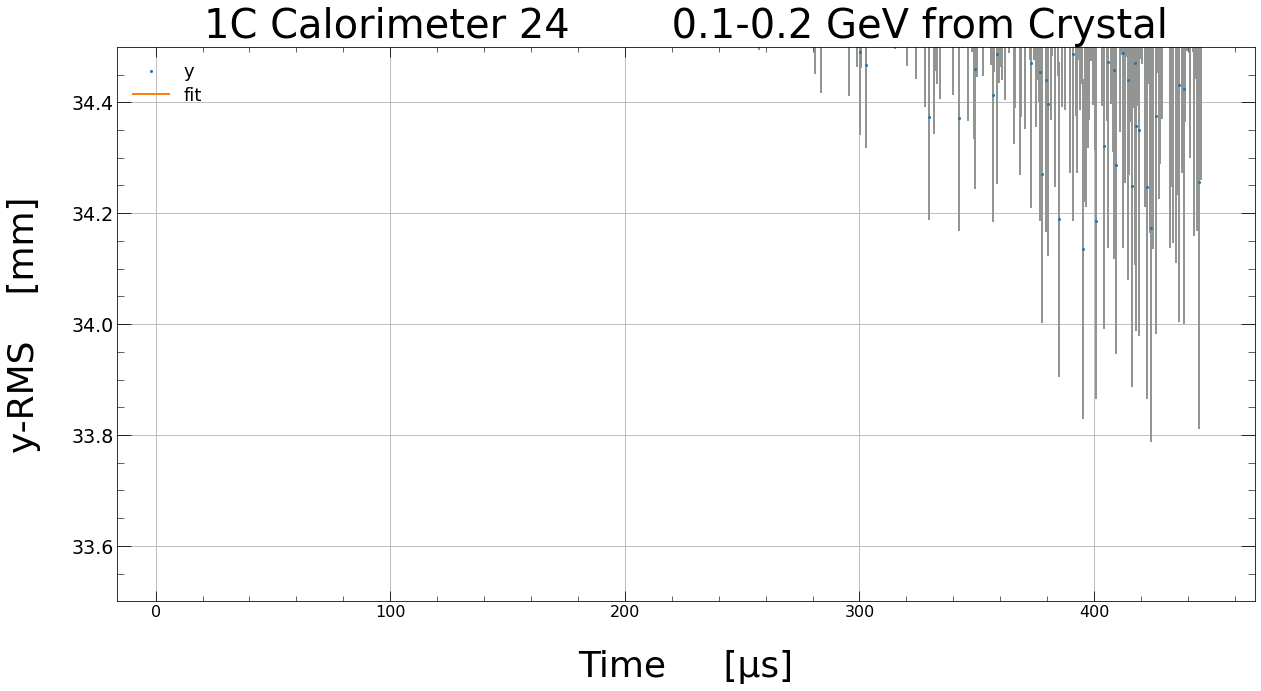 1C Calorimeter 24 0.1-0.2 GeV from Crystal
y
fit
34.4
34.2
34.0
33.8
33.6
y-RMS [mm]
0 100 200 300 400
Time [μs]